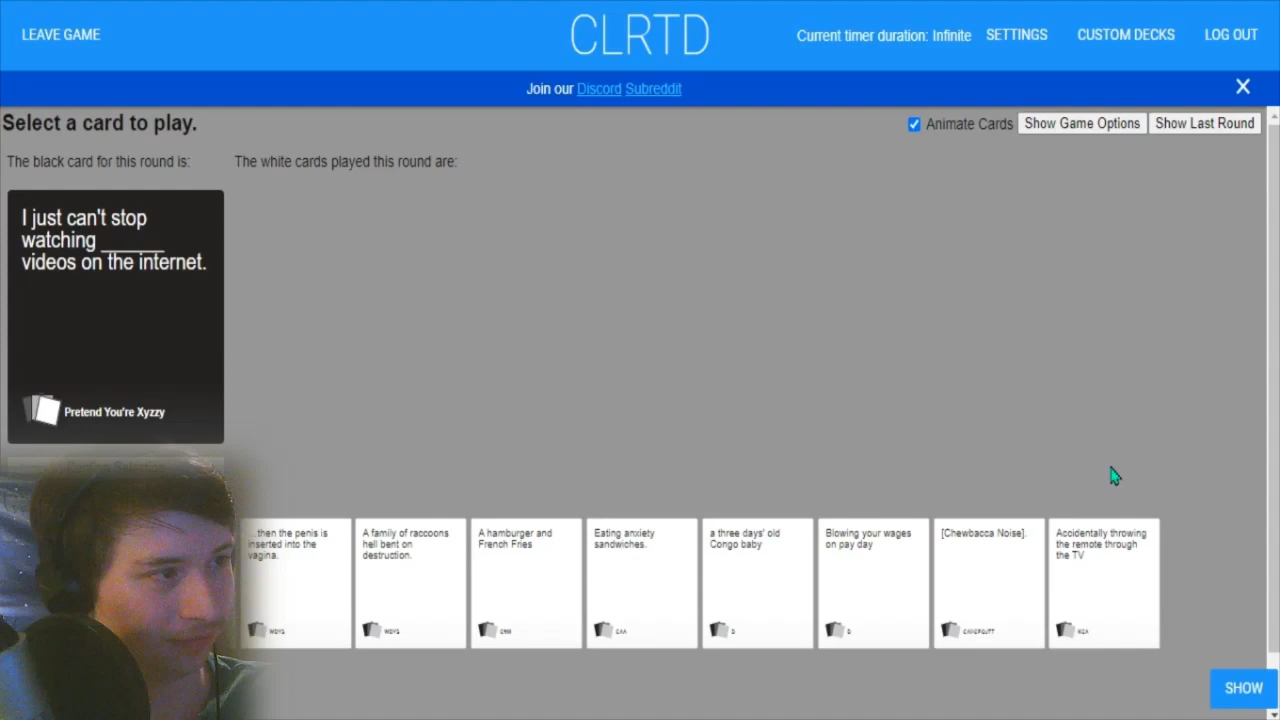 LEAVE GAME
CLRTD
Current timer duration: Infinite
SETTINGS
CUSTOM DECKS
LOG OUT
Join our Discord Subreddit
X
Select a card to play.
Animate Cards
Show Game Options
Show Last Round
The black card for this round is:
The white cards played this round are:
I just can't stop
watching ______
videos on the internet.
Pretend You're Xyzzy
...then the penis is
inserted into the
vagina.
WDYS
A family of raccoons
hell bent on
destruction.
WDYS
A hamburger and
French Fries
Eating anxiety
sandwiches.
a three days' old
Congo baby
D
Blowing your wages
on pay day
D
[Chewbacca Noise].
Accidentally throwing
the remote through
the TV
SHOW